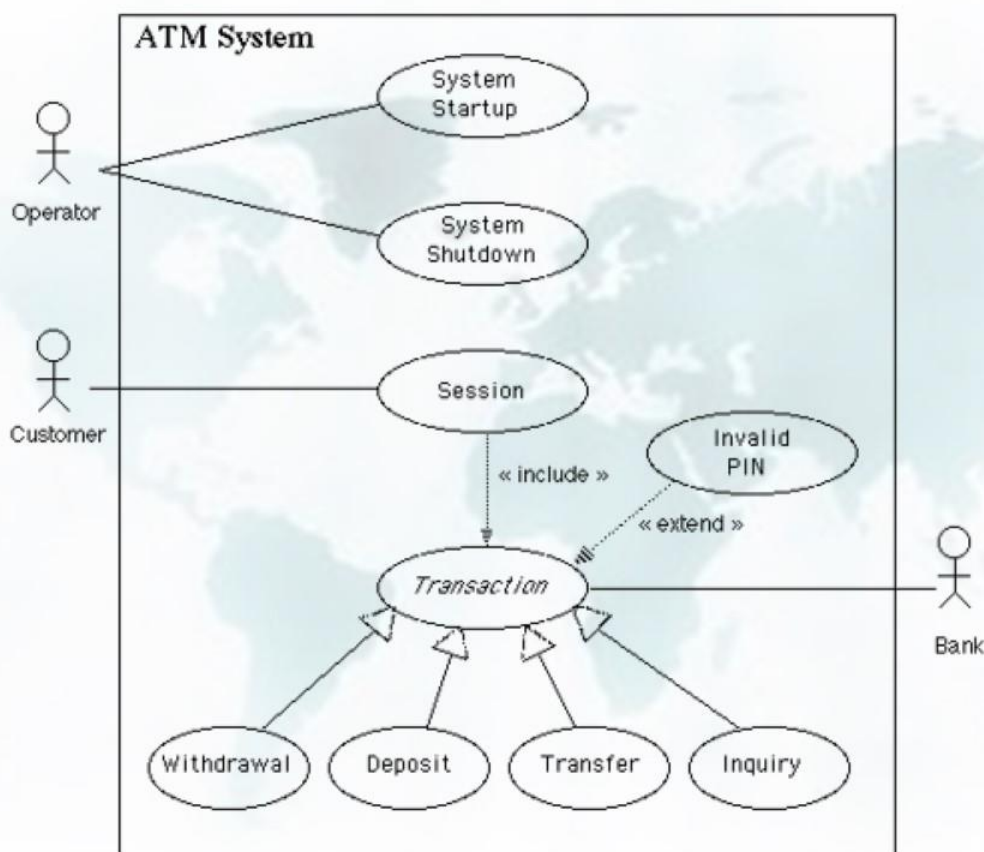 ATM System
System
Startup
Operator
System
Shutdown
Session
Customer
Invalid
PIN
« include »
« extend »
Transaction
Bank
Withdrawal
Deposit
Transfer
Inquiry